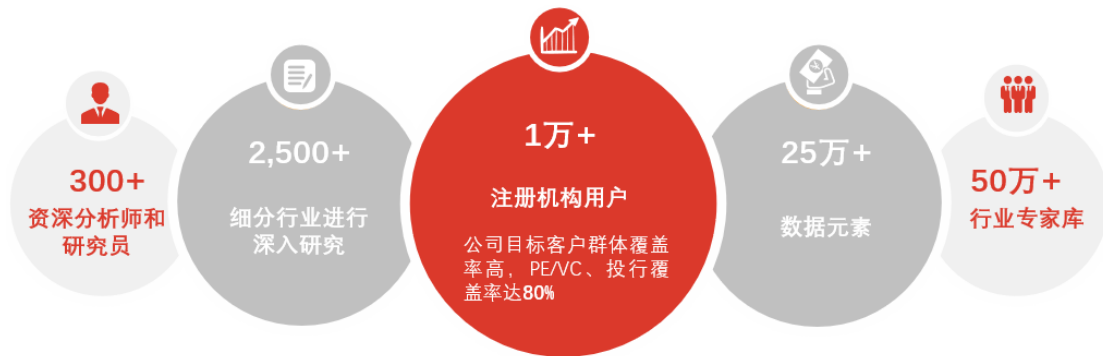 300+
资深分析师和
研究员
2,500+
细分行业进行
深入研究
1万+
注册机构用户
公司目标客户群体覆盖
率高，PE/VC、投行覆
盖率达80%
25万+
数据元素
50万+
行业专家库